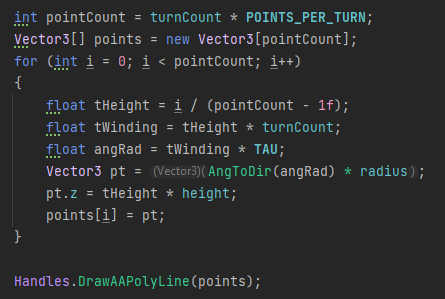 int pointCount = turnCount * POINTS_PER_TURN;
Vector3[] points = new Vector3[pointCount];
for (int i = 0; i < pointCount; i++)
{
    float tHeight = i / (pointCount - 1f);
    float tWinding = tHeight * turnCount;
    float angRad = tWinding * TAU;
    Vector3 pt = (Vector3)(AngToDir(angRad) * radius);
    pt.z = tHeight * height;
    points[i] = pt;
}

Handles.DrawAAPolyLine(points);